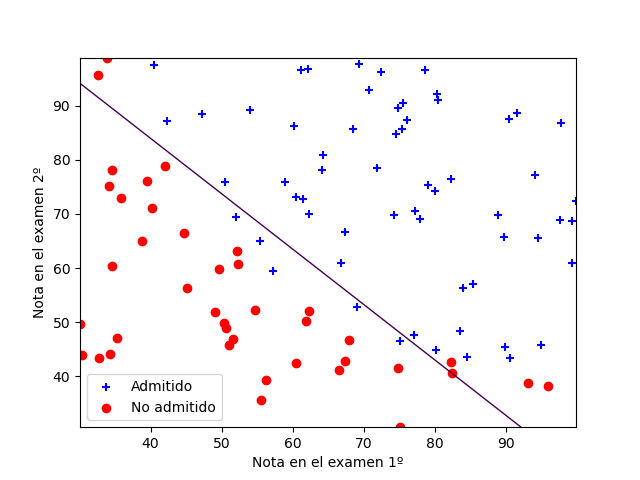 Nota en el examen 2º
90
80
70
60
50
40
Admitido
No admitido
40 50 60 70 80 90
Nota en el examen 1º